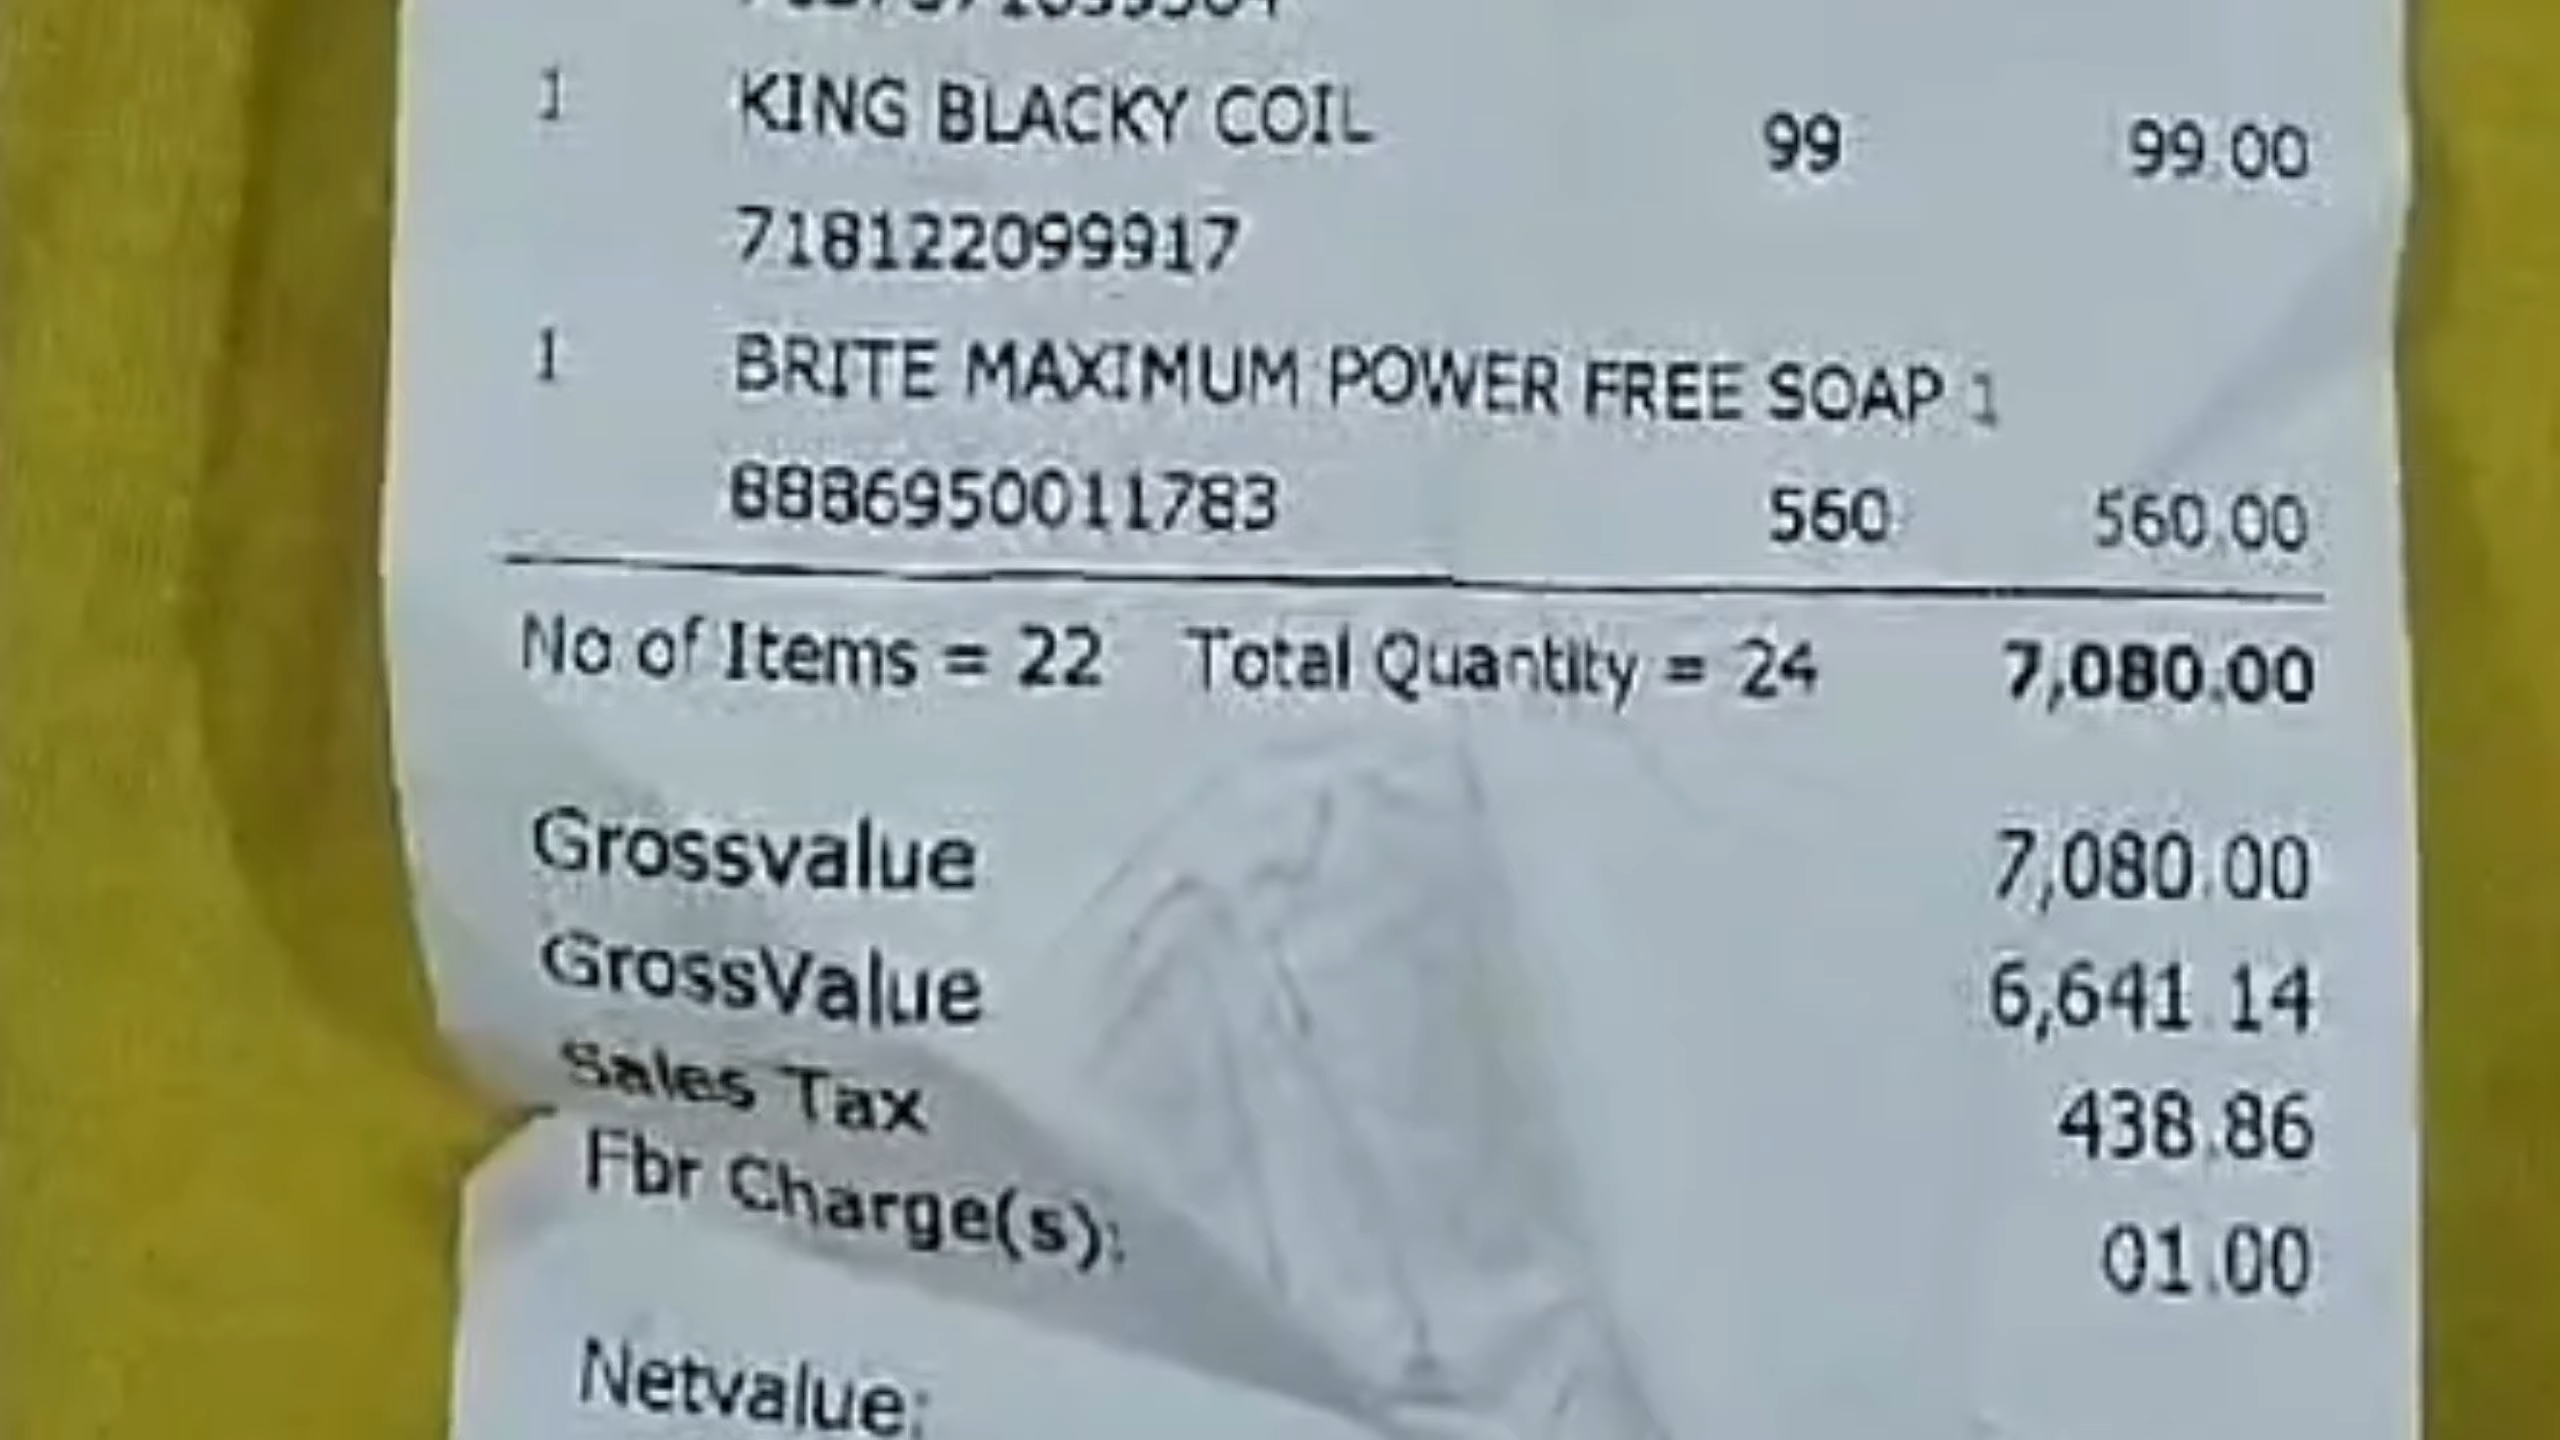 1 KING BLACKY COIL 99 99.00
718122099917
1 BRITE MAXIMUM POWER FREE SOAP 1
8886950011783 560 560.00
No of Items = 22 Total Quantity = 24 7,080.00
Grossvalue 7,080.00
GrossValue 6,641.14
Sales Tax 438.86
Fbr Charge(s): 01.00
Netvalue: